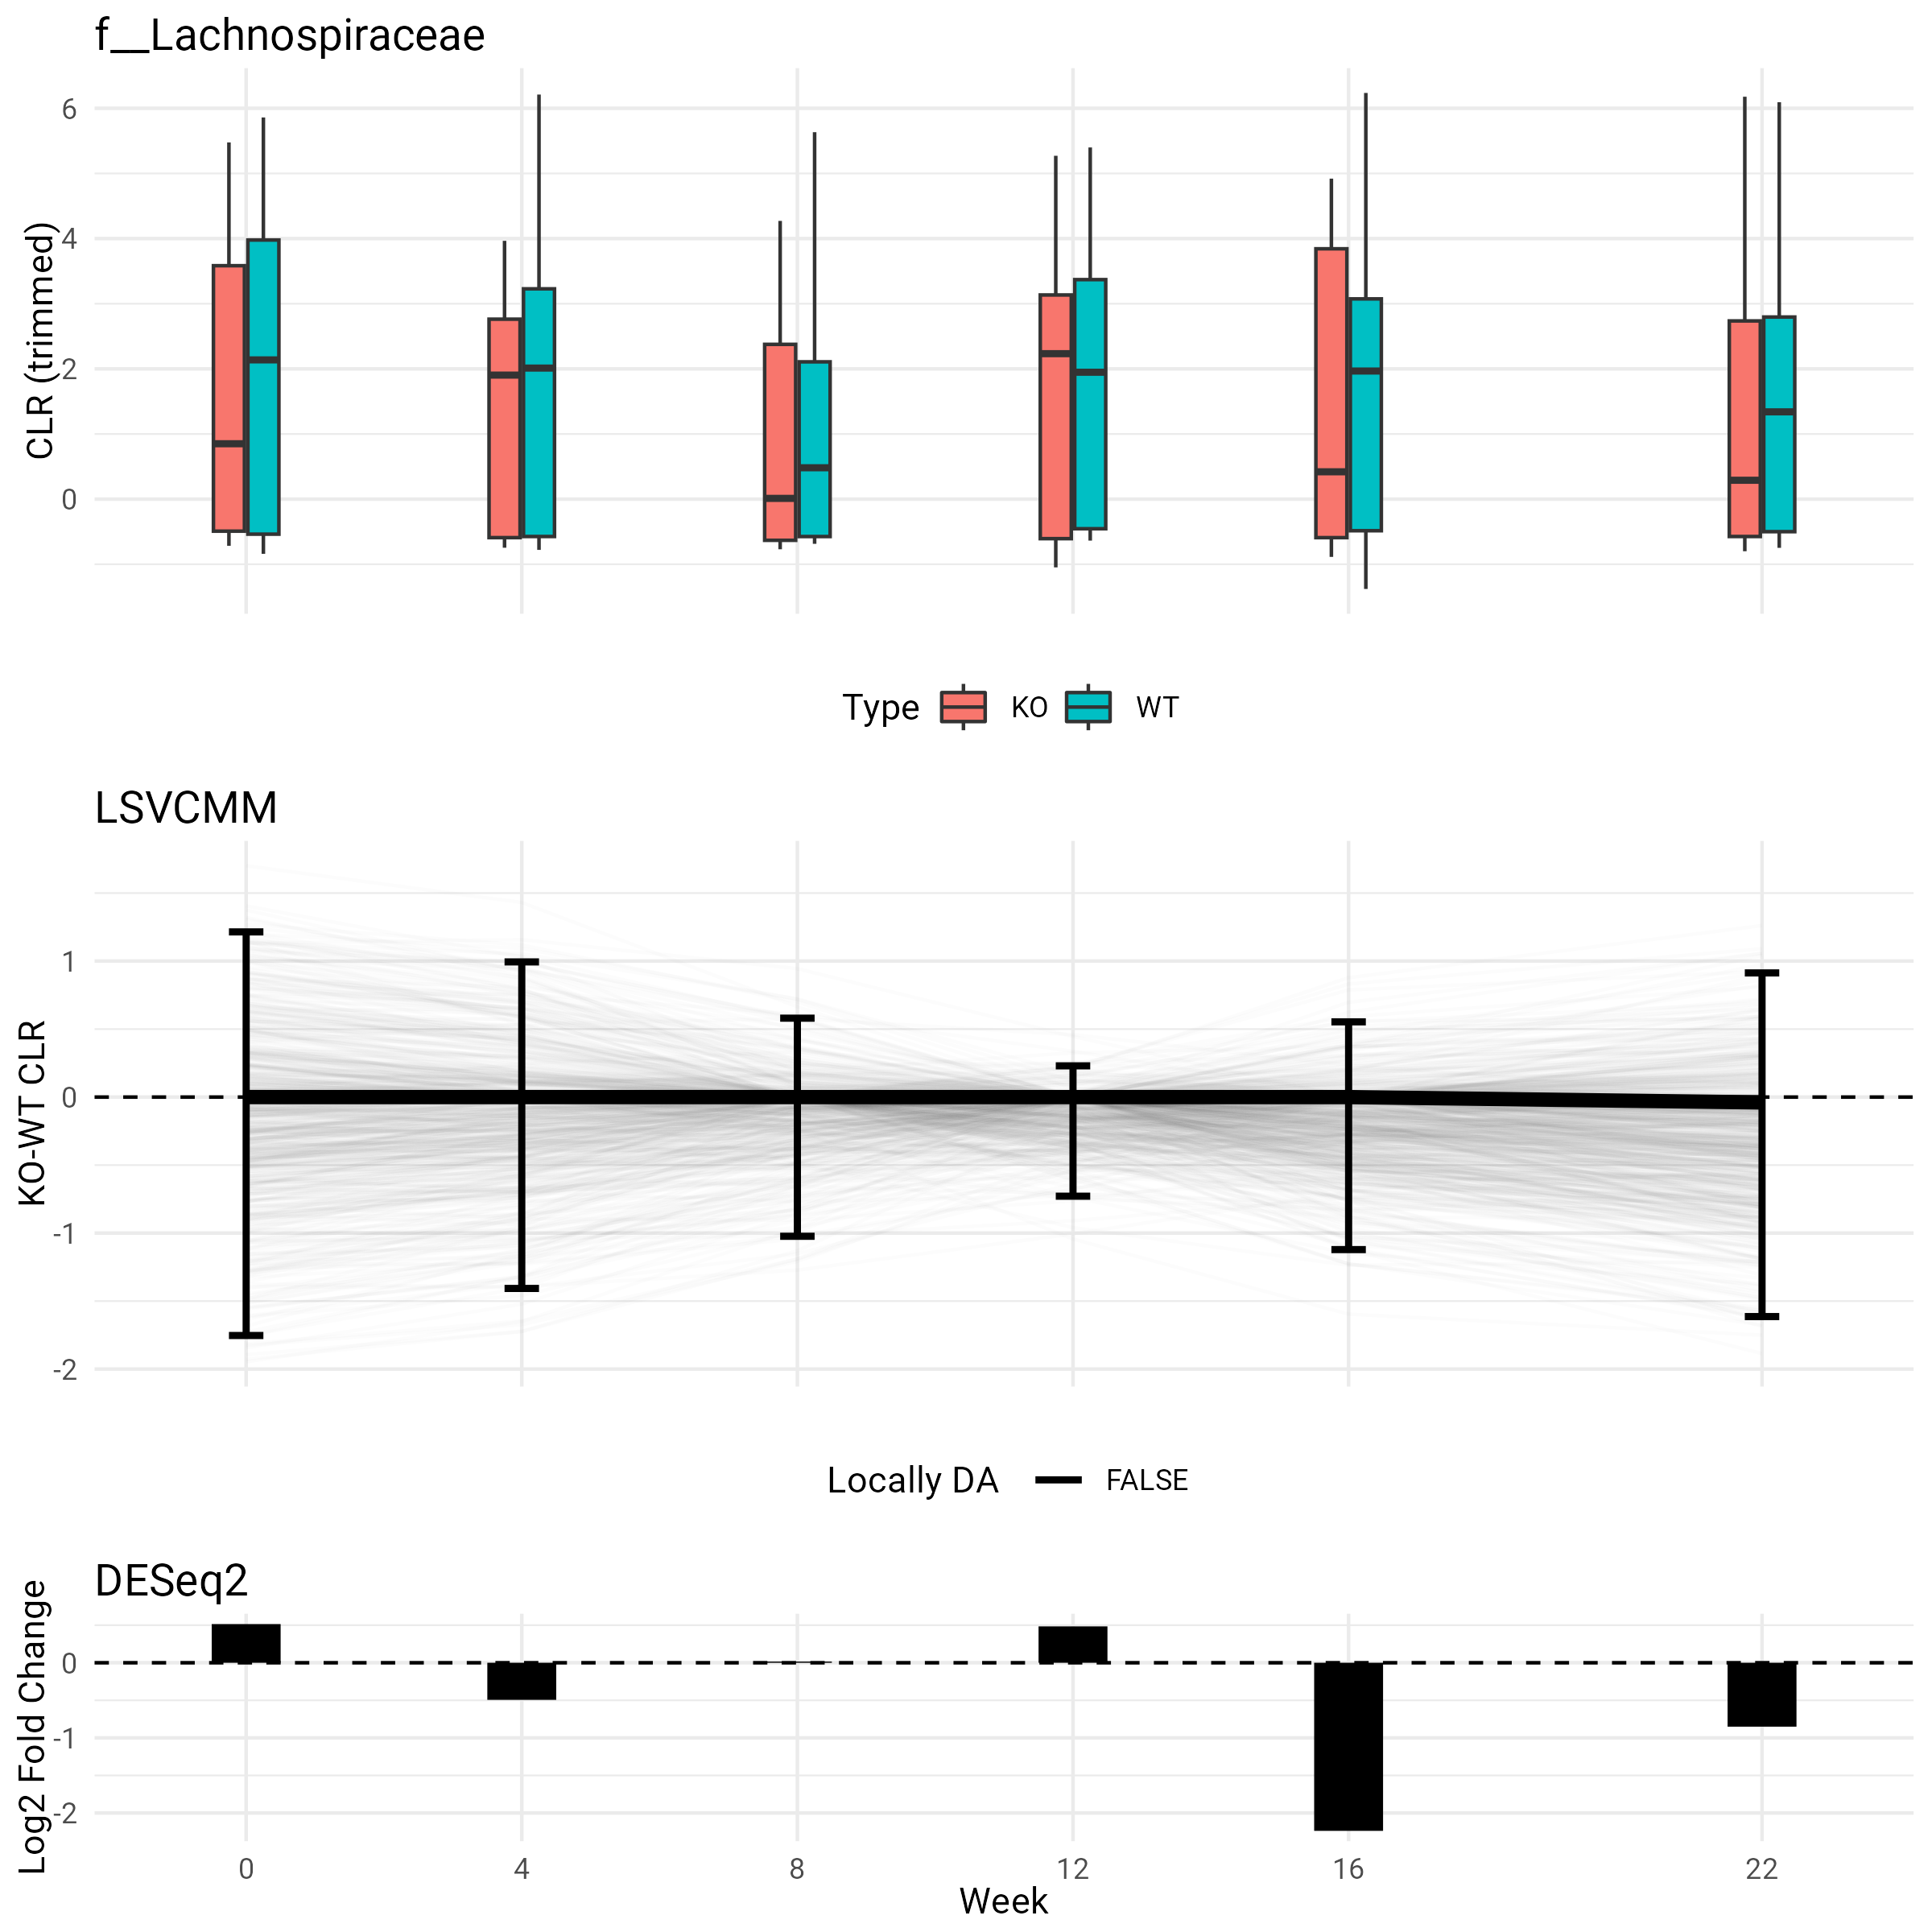 f__Lachnospiraceae
CLR (trimmed)
6
4
2
0
Type KO WT
LSVCMM
KO-WT CLR
1
0
-1
-2
Locally DA FALSE
DESeq2
Log2 Fold Change
0
-1
-2
0 4 8 12 16 22
Week